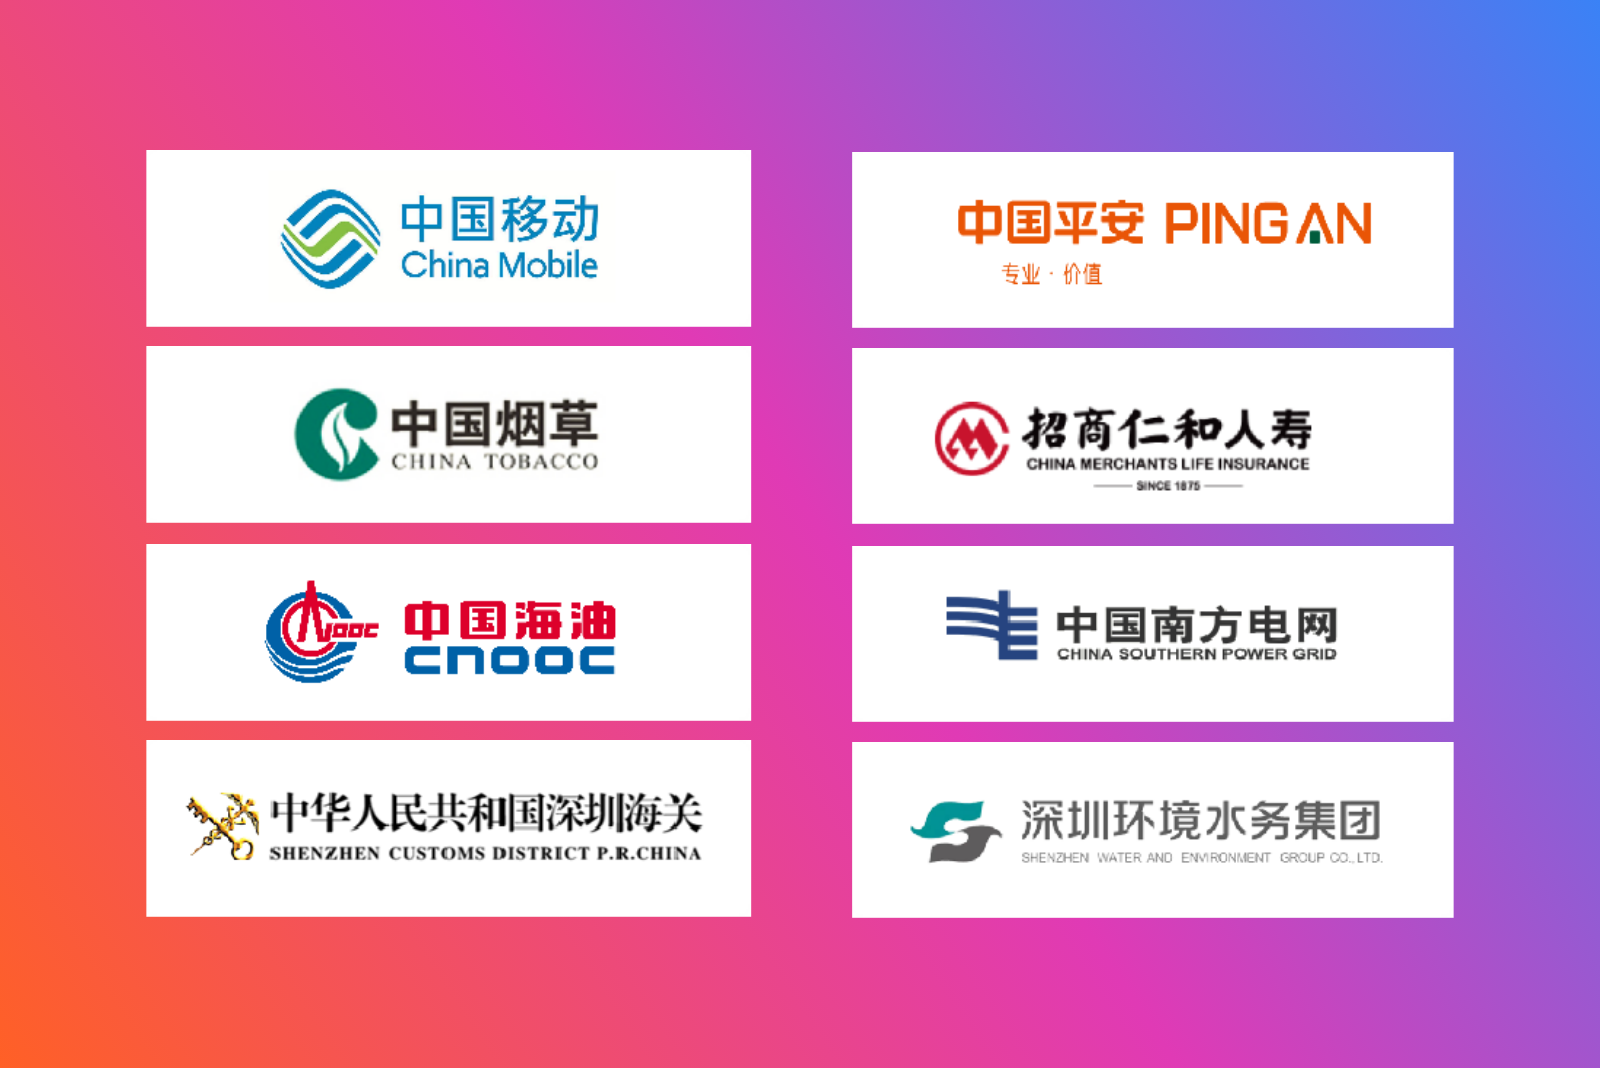 中国移动
China Mobile
中国平安 PINGAN
专业·价值
中国烟草
CHINA TOBACCO
招商仁和人寿
CHINA MERCHANTS LIFE INSURANCE
SINCE 1875
cnooc
中国海油
cnooc
中国南方电网
CHINA SOUTHERN POWER GRID
中华人民共和国深圳海关
SHENZHEN CUSTOMS DISTRICT P.R.CHINA
深圳环境水务集团
SHENZHEN WATER AND ENVIRONMENT GROUP CO.,LTD.